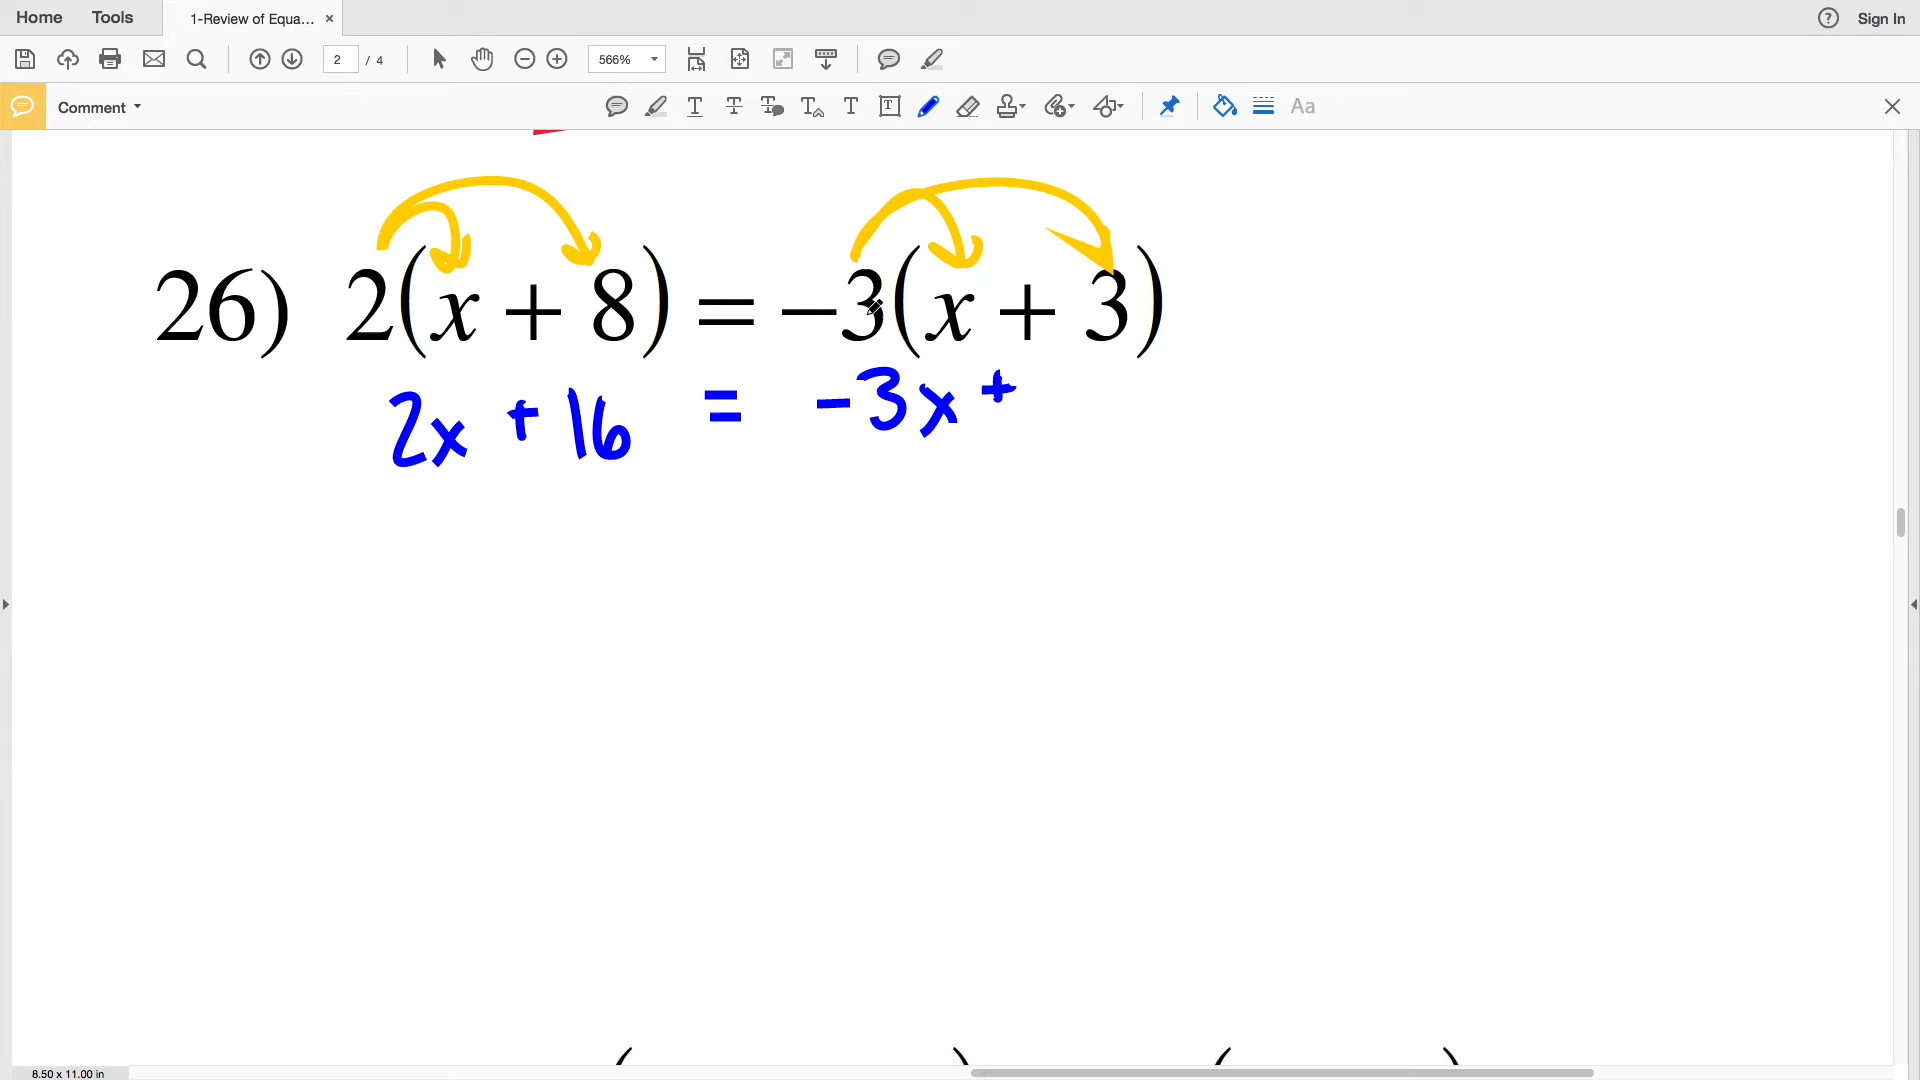 Home Tools 1-Review of Equa... × ? Sign In
2 / 4 566%
Comment Aa
26) 2(x + 8) = −3(x + 3)
2x + 16 = -3x +
8.50 x 11.00 in